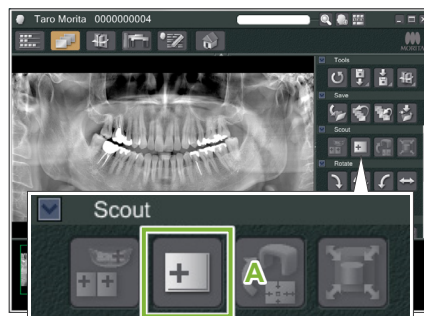 Taro Morita 0000000004
MORITA
Tools
Save
Scout
Rotate
Scout
A